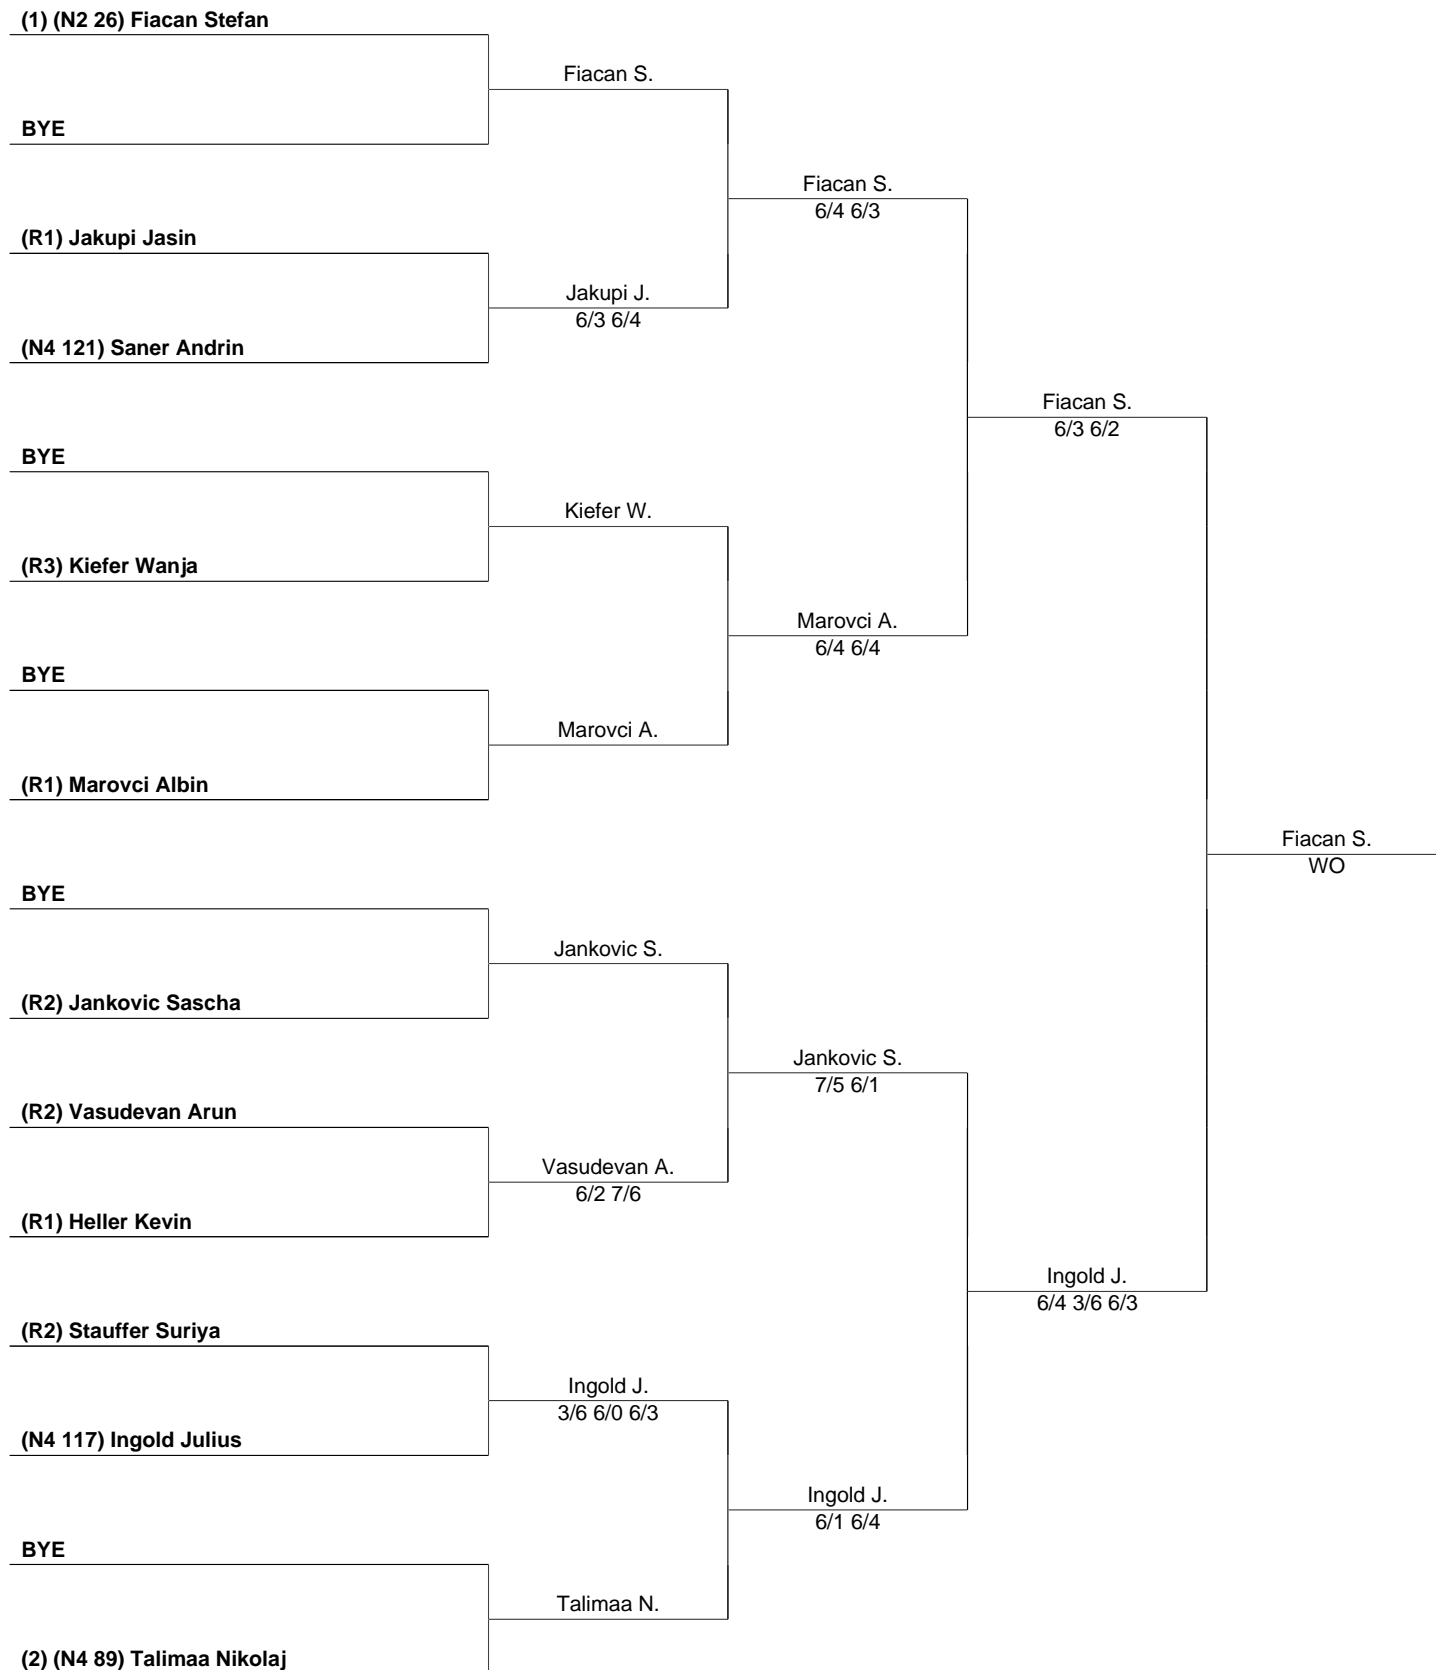 (1) (N2 26) Fiacan Stefan
Fiacan S.
BYE
Fiacan S.
6/4 6/3
(R1) Jakupi Jasin
Jakupi J.
6/3 6/4
(N4 121) Saner Andrin
Fiacan S.
6/3 6/2
BYE
Kiefer W.
(R3) Kiefer Wanja
Marovci A.
6/4 6/4
BYE
Marovci A.
(R1) Marovci Albin
Fiacan S.
WO
BYE
Jankovic S.
(R2) Jankovic Sascha
Jankovic S.
7/5 6/1
(R2) Vasudevan Arun
Vasudevan A.
6/2 7/6
(R1) Heller Kevin
Ingold J.
6/4 3/6 6/3
(R2) Stauffer Suriya
Ingold J.
3/6 6/0 6/3
(N4 117) Ingold Julius
Ingold J.
6/1 6/4
BYE
Talimaa N.
(2) (N4 89) Talimaa Nikolaj